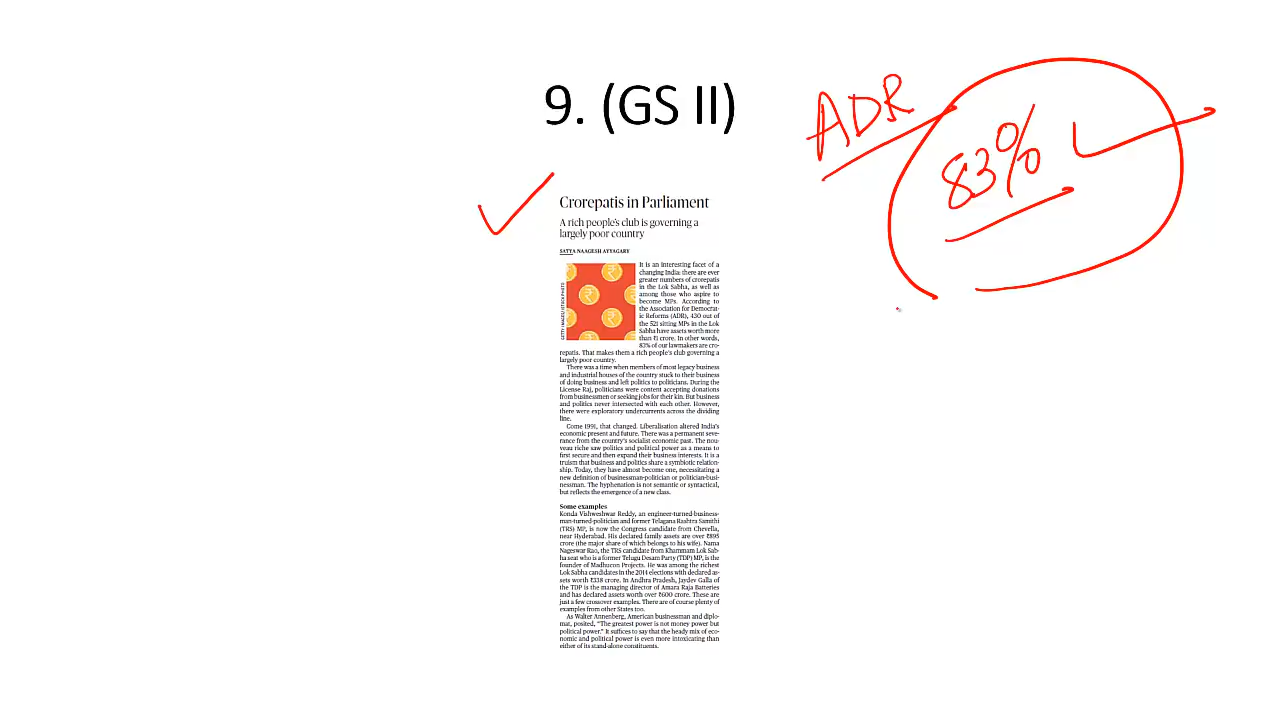 9. (GS II)
ADR
83%
Crorepatis in Parliament
A rich people's club is governing a
largely poor country
SATYA NAAGESH AYYAGARY
It is an interesting facet of a
changing India: there are ever
greater numbers of crorepatis
in the Lok Sabha, as well as
among those who aspire to
become MPs. According to
the Association for Democrat-
ic Reforms (ADR), 430 out of
the 521 sitting MPs in the Lok
Sabha have assets worth more
than ₹1 crore. In other words,
83% of our lawmakers are cro-
repatis. That makes them a rich people's club governing a
largely poor country.
There was a time when members of most legacy business
and industrial houses of the country stuck to their business
of doing business and left politics to politicians. During the
License Raj, politicians were content accepting donations
from businessmen or seeking jobs for their kin. But business
and politics never intersected with each other. However,
there were exploratory undercurrents across the dividing
line.
Come 1991, that changed. Liberalisation altered India's
economic present and future. There was a permanent seve-
rance from the country's socialist economic past. The nou-
veau riche saw politics and political power as a means to
first secure and then expand their business interests. It is a
truism that business and politics share a symbiotic relation-
ship. Today, they have almost become one, necessitating a
new definition of businessman-politician or politician-busi-
nessman. The hyphenation is not semantic or syntactical,
but reflects the emergence of a new class.
Some examples
Konda Vishweshwar Reddy, an engineer-turned-business-
man-turned-politician and former Telagana Rashtra Samithi
(TRS) MP, is now the Congress candidate from Chevella,
near Hyderabad. His declared family assets are over ₹895
crore (the major share of which belongs to his wife). Nama
Nageswar Rao, the TRS candidate from Khammam Lok Sab-
ha seat who is a former Telugu Desam Party (TDP) MP, is the
founder of Madhucon Projects. He was among the richest
Lok Sabha candidates in the 2014 elections with declared as-
sets worth ₹338 crore. In Andhra Pradesh, Jaydev Galla of
the TDP is the managing director of Amara Raja Batteries
and has declared assets worth over ₹600 crore. These are
just a few crossover examples. There are of course plenty of
examples from other States too.
As Walter Annenberg, American businessman and diplo-
mat, posited, "The greatest power is not money power but
political power." It suffices to say that the heady mix of eco-
nomic and political power is even more intoxicating than
either of its stand-alone constituents.